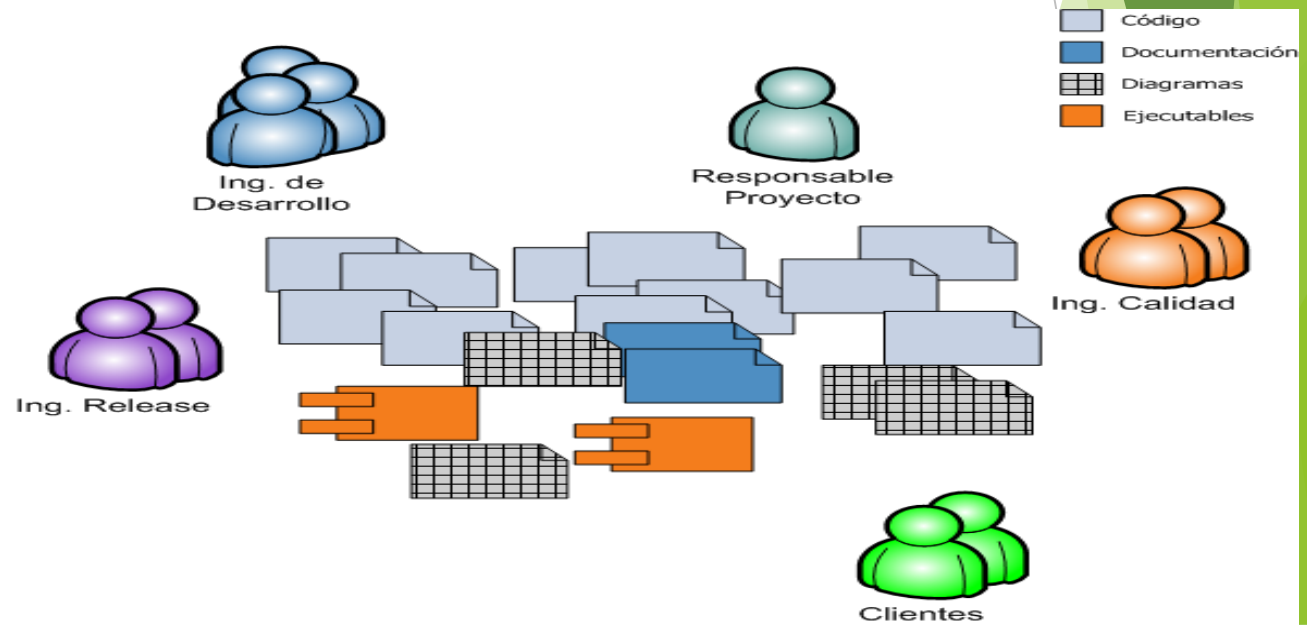 Código
Documentación
Diagramas
Ejecutables
Ing. de
Desarrollo
Responsable
Proyecto
Ing. Calidad
Ing. Release
Clientes